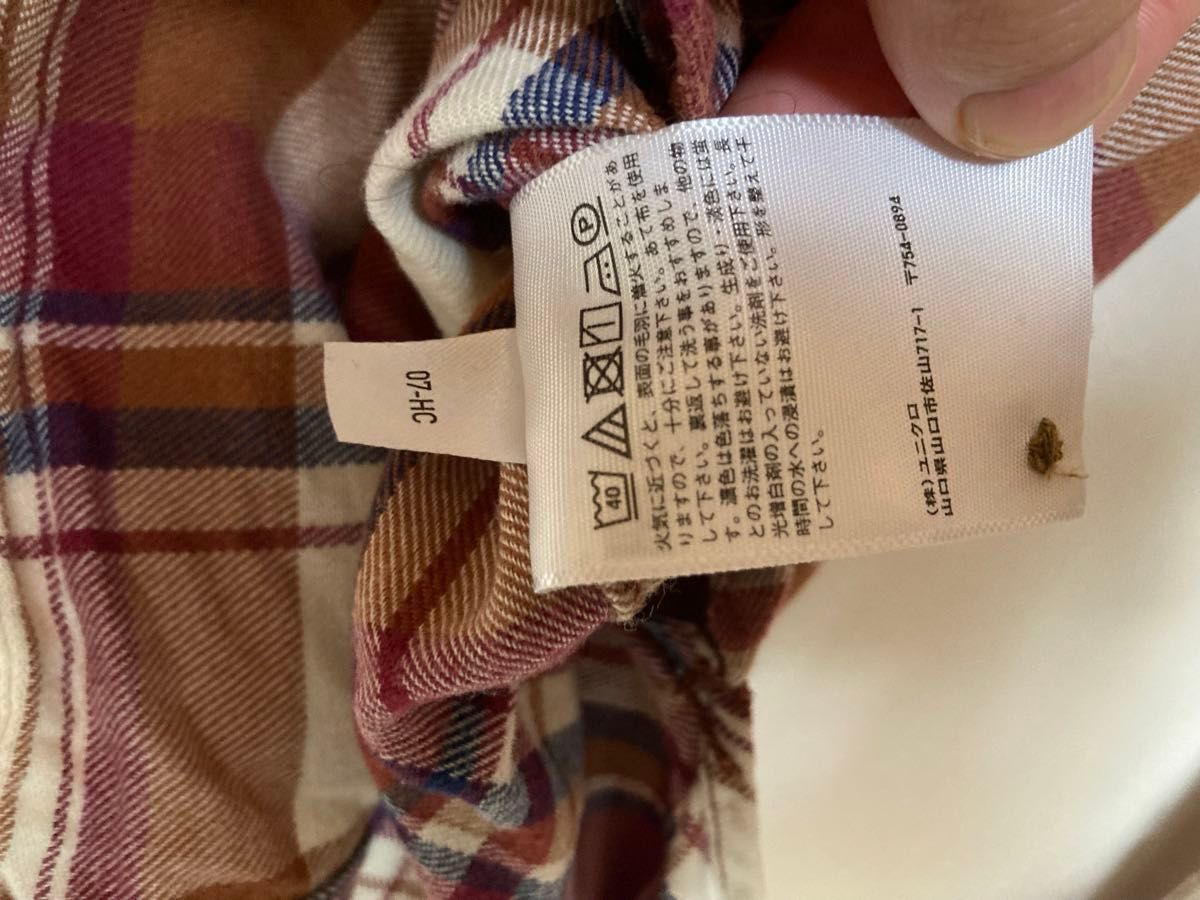 40
P
火気に近づくと、表面の毛羽に着火することがあ
りますので、十分にご注意下さい。あて布を使用
して下さい。裏返して洗う事をおすすめしま
す。濃色は色落ちする事がありますので、他の物
とのお洗濯はお避け下さい。生成り・淡色には蛍
光増白剤の入っていない洗剤をご使用下さい。長
時間の水への浸漬はお避け下さい。形を整えて干
して下さい。
(株)ユニクロ
山口県山口市佐山717-1 〒754-0894
07-HC